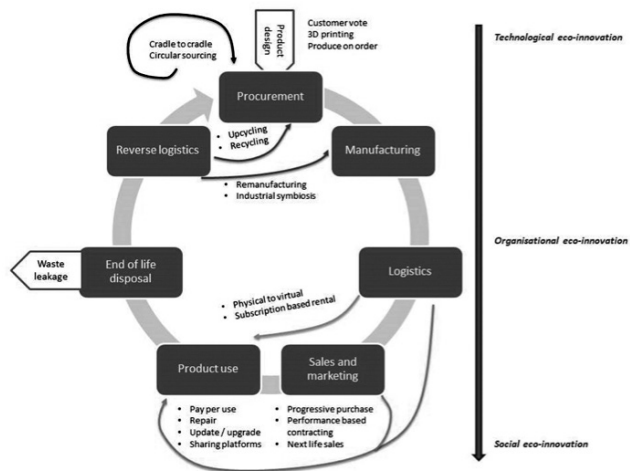 Cradle to cradle
Circular sourcing
Product
design
Customer vote
3D printing
Produce on order
Technological eco-innovation
Procurement
Upcycling
Recycling
Reverse logistics
Manufacturing
Remanufacturing
Industrial symbiosis
Organisational eco-innovation
Waste
leakage
End of life
disposal
Logistics
Physical to virtual
Subscription based rental
Product use
Sales and
marketing
Pay per use
Repair
Update / upgrade
Sharing platforms
Progressive purchase
Performance based
contracting
Next life sales
Social eco-innovation